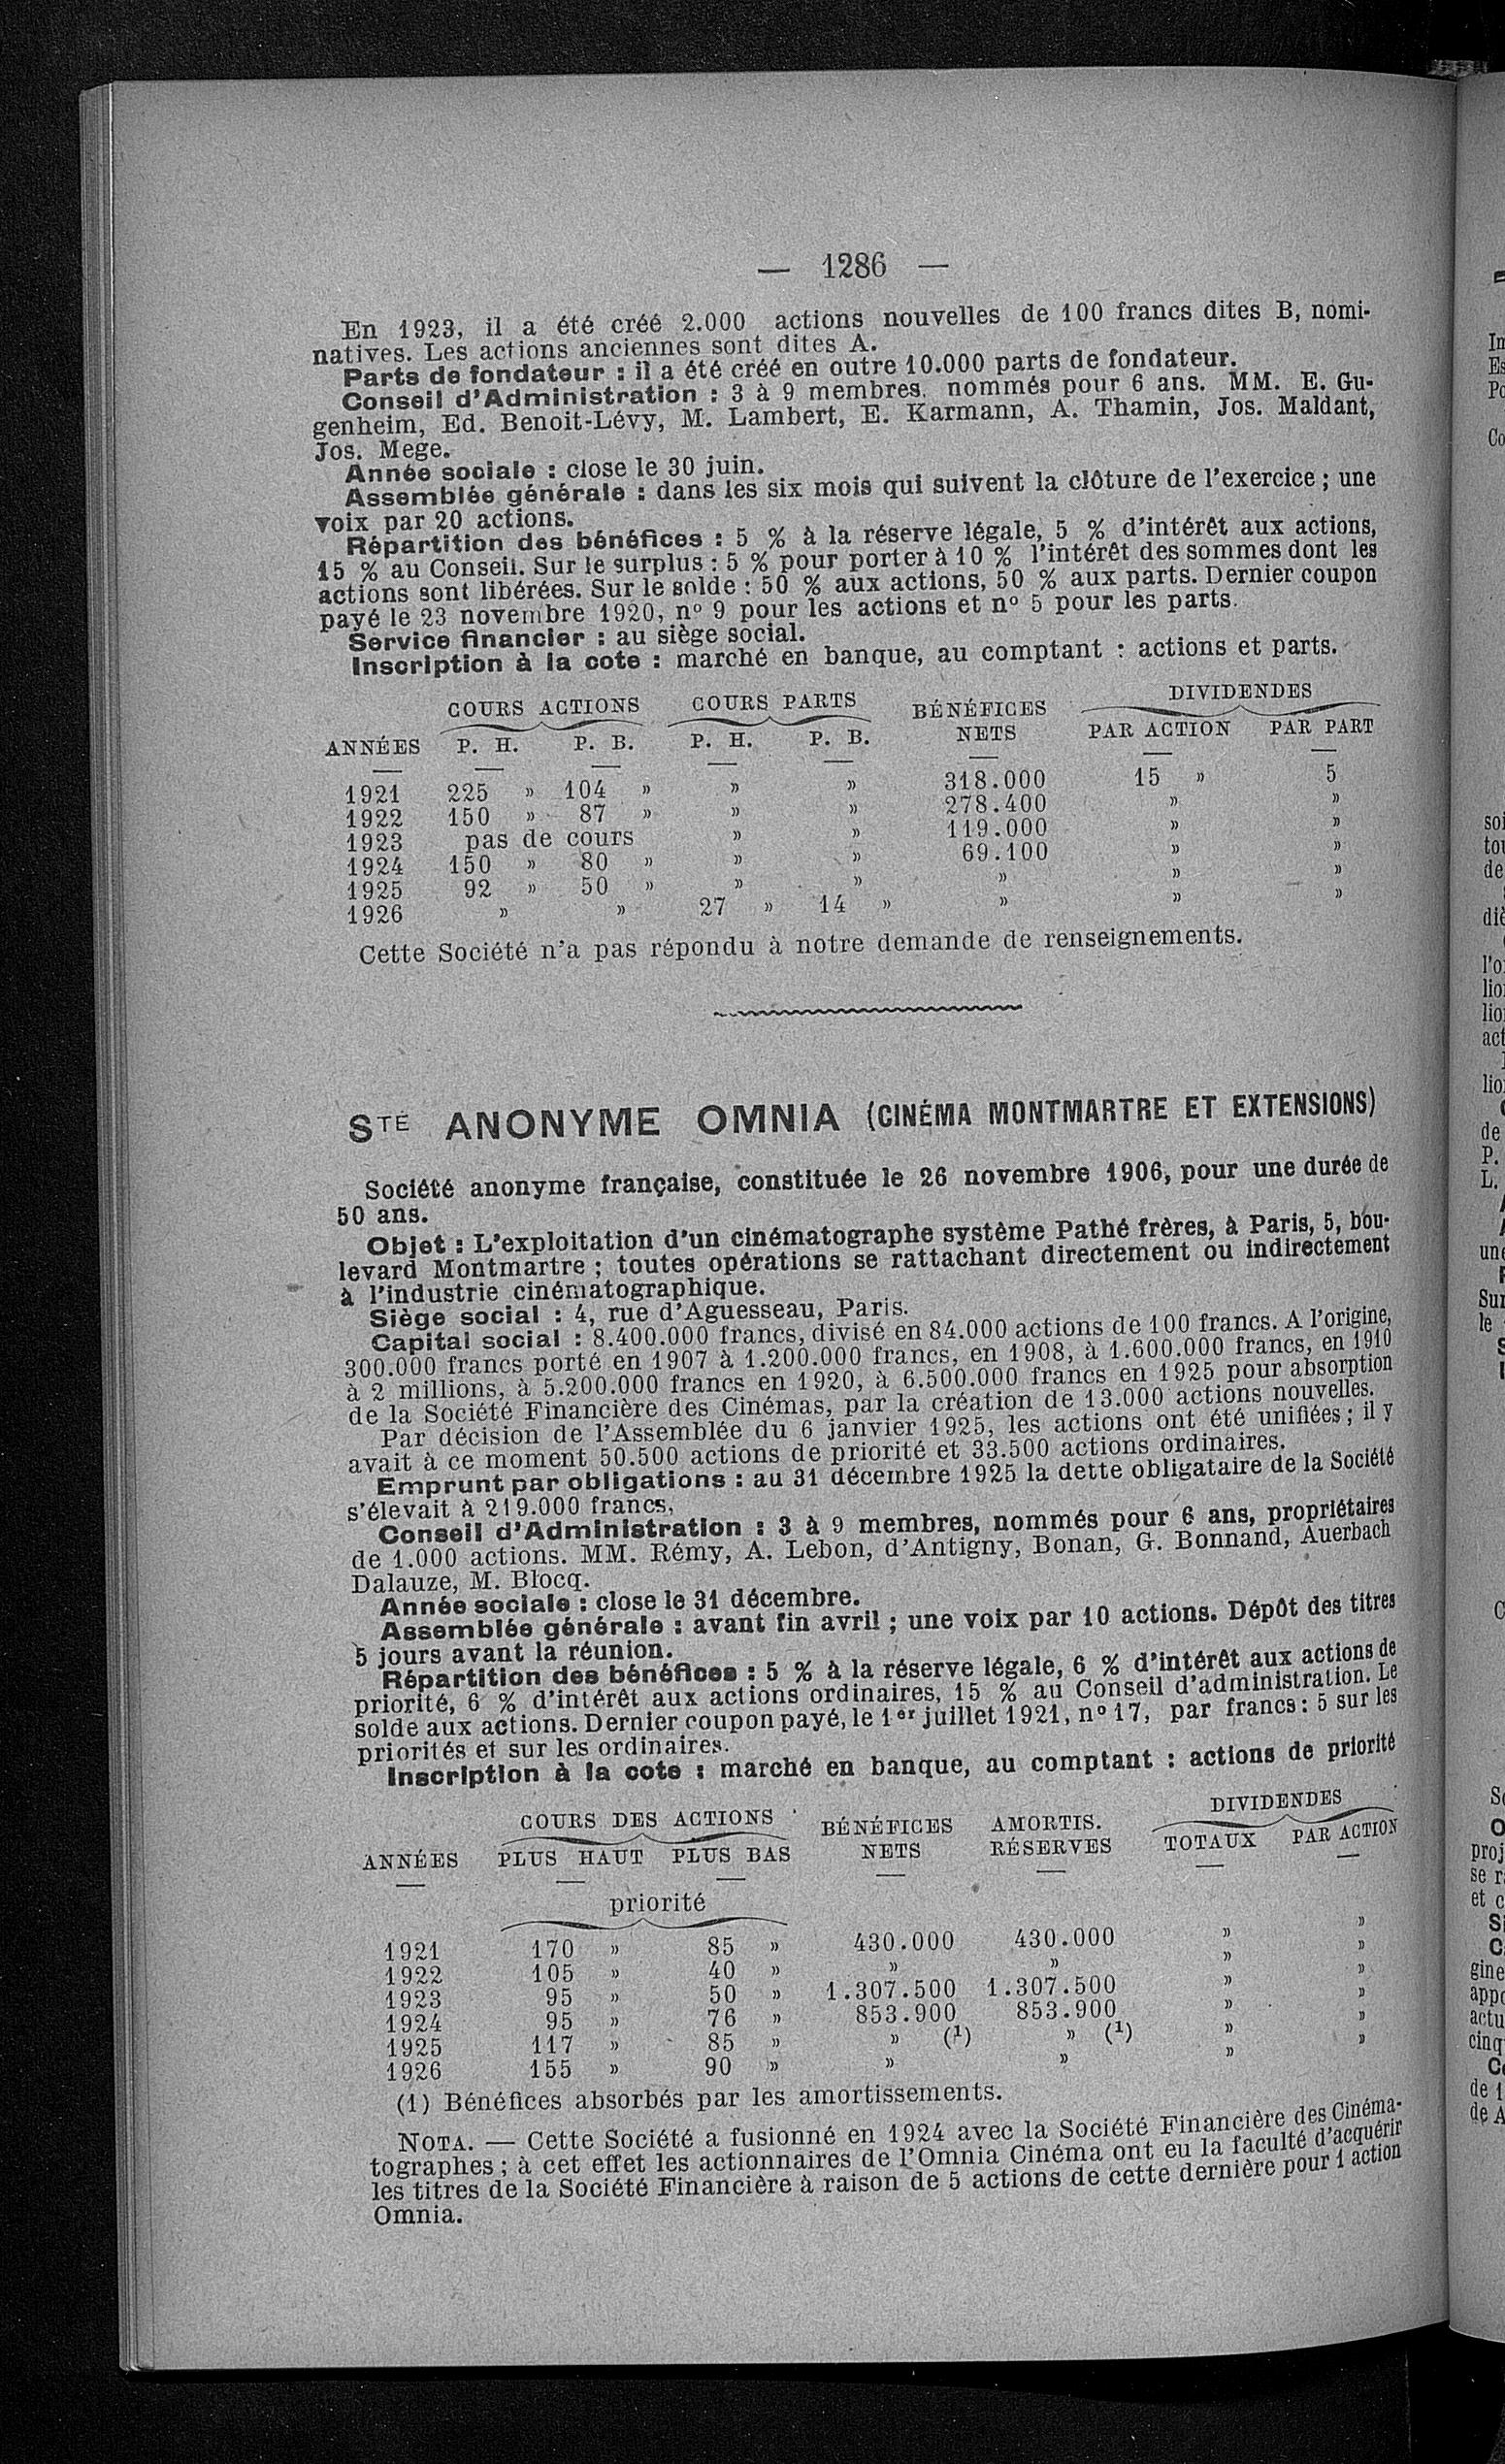 — 1286 —
En 1923, il a été créé 2.000 actions nouvelles de 100 francs dites B, nomi-
natives. Les actions anciennes sont dites A.
Parts de fondateur : il a été créé en outre 10.000 parts de fondateur.
Conseil d'Administration : 3 à 9 membres, nommés pour 6 ans. MM. E. Gu-
genheim, Ed. Benoit-Lévy, M. Lambert, E. Karmann, A. Thamin, Jos. Maldant,
Jos. Mege.
Année sociale : close le 30 juin.
Assemblée générale : dans les six mois qui suivent la clôture de l'exercice ; une
voix par 20 actions.
Répartition des bénéfices : 5 % à la réserve légale, 5 % d'intérêt aux actions,
15 % au Conseil. Sur le surplus : 5 % pour porter à 10 % l'intérêt des sommes dont les
actions sont libérées. Sur le solde : 50 % aux actions, 50 % aux parts. Dernier coupon
payé le 23 novembre 1920, nº 9 pour les actions et nº 5 pour les parts.
Service financier : au siège social.
Inscription à la cote : marché en banque, au comptant : actions et parts.
COURS ACTIONS COURS PARTS BÉNÉFICES DIVIDENDES
ANNÉES P. H. P. B. P. H. P. B. NETS PAR ACTION PAR PART
1921 225 » 104 » » » 318.000 15 » 5
1922 150 » 87 » » » 278.400 » »
1923 pas de cours » » 119.000 » »
1924 150 » 80 » » » 69.100 » »
1925 92 » 50 » » » » » »
1926 » » 27 » 14 » » » »
Cette Société n'a pas répondu à notre demande de renseignements.
STÉ ANONYME OMNIA (CINÉMA MONTMARTRE ET EXTENSIONS)
Société anonyme française, constituée le 26 novembre 1906, pour une durée de
50 ans.
Objet : L'exploitation d'un cinématographe système Pathé frères, à Paris, 5, bou-
levard Montmartre ; toutes opérations se rattachant directement ou indirectement
à l'industrie cinématographique.
Siège social : 4, rue d'Aguesseau, Paris.
Capital social : 8.400.000 francs, divisé en 84.000 actions de 100 francs. A l'origine,
300.000 francs porté en 1907 à 1.200.000 francs, en 1908, à 1.600.000 francs, en 1910
à 2 millions, à 5.200.000 francs en 1920, à 6.500.000 francs en 1925 pour absorption
de la Société Financière des Cinémas, par la création de 13.000 actions nouvelles.
Par décision de l'Assemblée du 6 janvier 1925, les actions ont été unifiées ; il y
avait à ce moment 50.500 actions de priorité et 33.500 actions ordinaires.
Emprunt par obligations : au 31 décembre 1925 la dette obligataire de la Société
s'élevait à 219.000 francs.
Conseil d'Administration : 3 à 9 membres, nommés pour 6 ans, propriétaires
de 1.000 actions. MM. Rémy, A. Lebon, d'Antigny, Bonan, G. Bonnand, Auerbach
Dalauze, M. Blocq.
Année sociale : close le 31 décembre.
Assemblée générale : avant fin avril ; une voix par 10 actions. Dépôt des titres
5 jours avant la réunion.
Répartition des bénéfices : 5 % à la réserve légale, 6 % d'intérêt aux actions de
priorité, 6 % d'intérêt aux actions ordinaires, 15 % au Conseil d'administration. Le
solde aux actions. Dernier coupon payé, le 1er juillet 1921, nº 17, par francs : 5 sur les
priorités et sur les ordinaires.
Inscription à la cote : marché en banque, au comptant : actions de priorité
COURS DES ACTIONS BÉNÉFICES AMORTIS. DIVIDENDES
ANNÉES PLUS HAUT PLUS BAS NETS RÉSERVES TOTAUX PAR ACTION
priorité
1921 170 » 85 » 430.000 430.000 » »
1922 105 » 40 » » » » »
1923 95 » 50 » 1.307.500 1.307.500 » »
1924 95 » 76 » 853.900 853.900 » »
1925 117 » 85 » » (1) » (1) » »
1926 155 » 90 » » » » »
(1) Bénéfices absorbés par les amortissements.
NOTA. — Cette Société a fusionné en 1924 avec la Société Financière des Cinéma-
tographes ; à cet effet les actionnaires de l'Omnia Cinéma ont eu la faculté d'acquérir
les titres de la Société Financière à raison de 5 actions de cette dernière pour 1 action
Omnia.